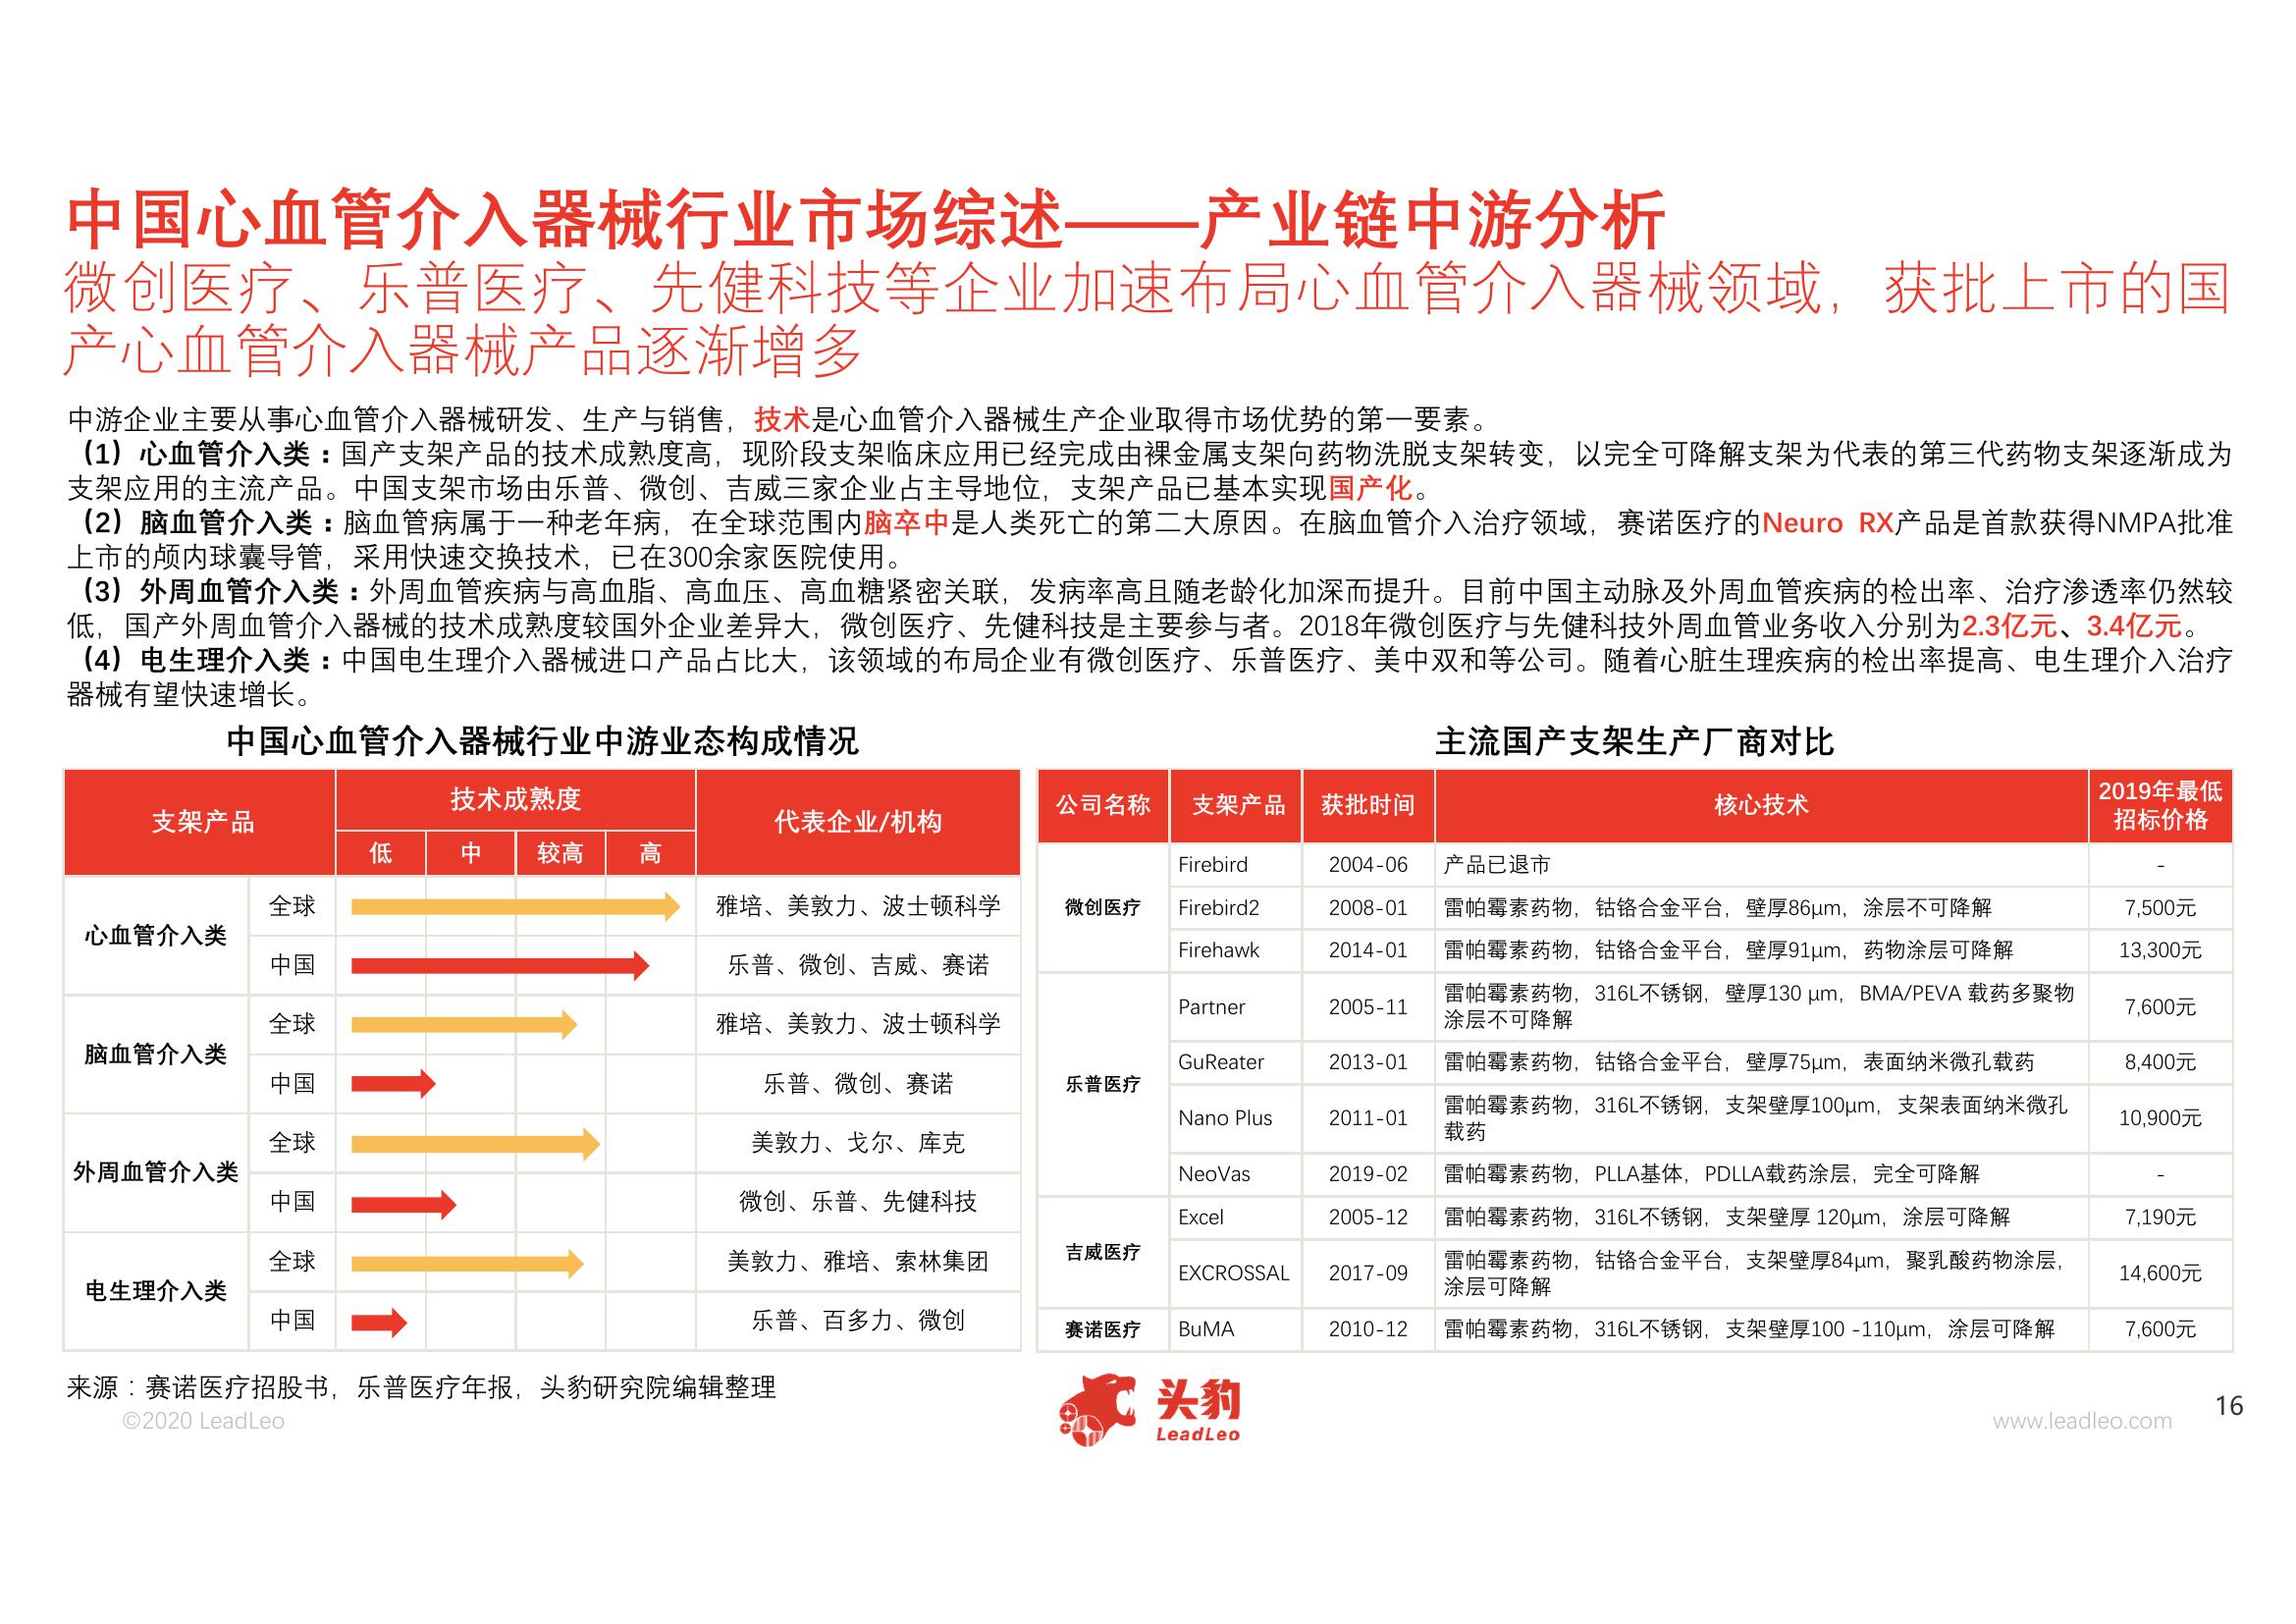 中国心血管介入器械行业市场综述——产业链中游分析
微创医疗、乐普医疗、先健科技等企业加速布局心血管介入器械领域，获批上市的国
产心血管介入器械产品逐渐增多
中游企业主要从事心血管介入器械研发、生产与销售，技术是心血管介入器械生产企业取得市场优势的第一要素。
（1）心血管介入类：国产支架产品的技术成熟度高，现阶段支架临床应用已经完成由裸金属支架向药物洗脱支架转变，以完全可降解支架为代表的第三代药物支架逐渐成为
支架应用的主流产品。中国支架市场由乐普、微创、吉威三家企业占主导地位，支架产品已基本实现国产化。
（2）脑血管介入类：脑血管病属于一种老年病，在全球范围内脑卒中是人类死亡的第二大原因。在脑血管介入治疗领域，赛诺医疗的Neuro RX产品是首款获得NMPA批准
上市的颅内球囊导管，采用快速交换技术，已在300余家医院使用。
（3）外周血管介入类：外周血管疾病与高血脂、高血压、高血糖紧密关联，发病率高且随老龄化加深而提升。目前中国主动脉及外周血管疾病的检出率、治疗渗透率仍然较
低，国产外周血管介入器械的技术成熟度较国外企业差异大，微创医疗、先健科技是主要参与者。2018年微创医疗与先健科技外周血管业务收入分别为2.3亿元、3.4亿元。
（4）电生理介入类：中国电生理介入器械进口产品占比大，该领域的布局企业有微创医疗、乐普医疗、美中双和等公司。随着心脏生理疾病的检出率提高、电生理介入治疗
器械有望快速增长。
中国心血管介入器械行业中游业态构成情况
支架产品 技术成熟度 代表企业/机构
低 中 较高 高
心血管介入类
全球 雅培、美敦力、波士顿科学
中国 乐普、微创、吉威、赛诺
脑血管介入类
全球 雅培、美敦力、波士顿科学
中国 乐普、微创、赛诺
外周血管介入类
全球 美敦力、戈尔、库克
中国 微创、乐普、先健科技
电生理介入类
全球 美敦力、雅培、索林集团
中国 乐普、百多力、微创
主流国产支架生产厂商对比
公司名称 支架产品 获批时间 核心技术 2019年最低
招标价格
微创医疗
Firebird 2004-06 产品已退市 -
Firebird2 2008-01 雷帕霉素药物，钴铬合金平台，壁厚86μm，涂层不可降解 7,500元
Firehawk 2014-01 雷帕霉素药物，钴铬合金平台，壁厚91μm，药物涂层可降解 13,300元
乐普医疗
Partner 2005-11 雷帕霉素药物，316L不锈钢，壁厚130 μm，BMA/PEVA 载药多聚物
涂层不可降解 7,600元
GuReater 2013-01 雷帕霉素药物，钴铬合金平台，壁厚75μm，表面纳米微孔载药 8,400元
Nano Plus 2011-01 雷帕霉素药物，316L不锈钢，支架壁厚100μm，支架表面纳米微孔
载药 10,900元
NeoVas 2019-02 雷帕霉素药物，PLLA基体，PDLLA载药涂层，完全可降解 -
吉威医疗
Excel 2005-12 雷帕霉素药物，316L不锈钢，支架壁厚 120μm，涂层可降解 7,190元
EXCROSSAL 2017-09 雷帕霉素药物，钴铬合金平台，支架壁厚84μm，聚乳酸药物涂层，
涂层可降解 14,600元
赛诺医疗 BuMA 2010-12 雷帕霉素药物，316L不锈钢，支架壁厚100 -110μm，涂层可降解 7,600元
来源：赛诺医疗招股书，乐普医疗年报，头豹研究院编辑整理
©2020 LeadLeo
头豹
LeadLeo
www.leadleo.com
16